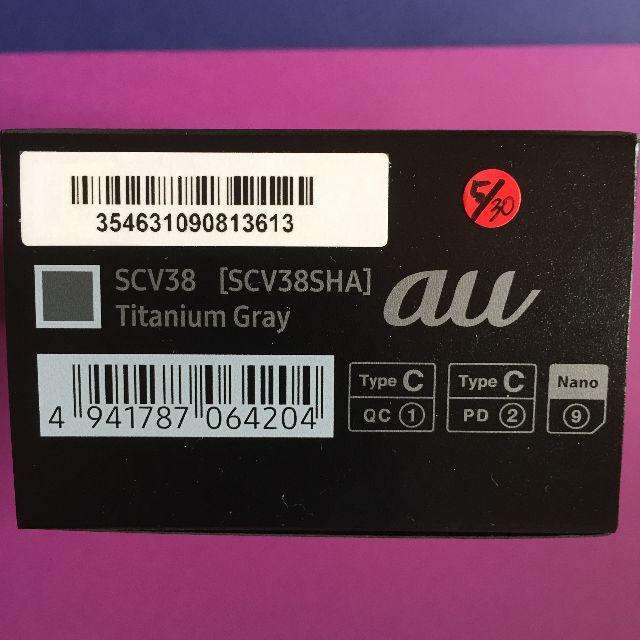 354631090813613
5/30
SCV38 [SCV38SHA]
Titanium Gray
au
4 941787 064204
Type C
QC ①
Type C
PD ②
Nano
⑨